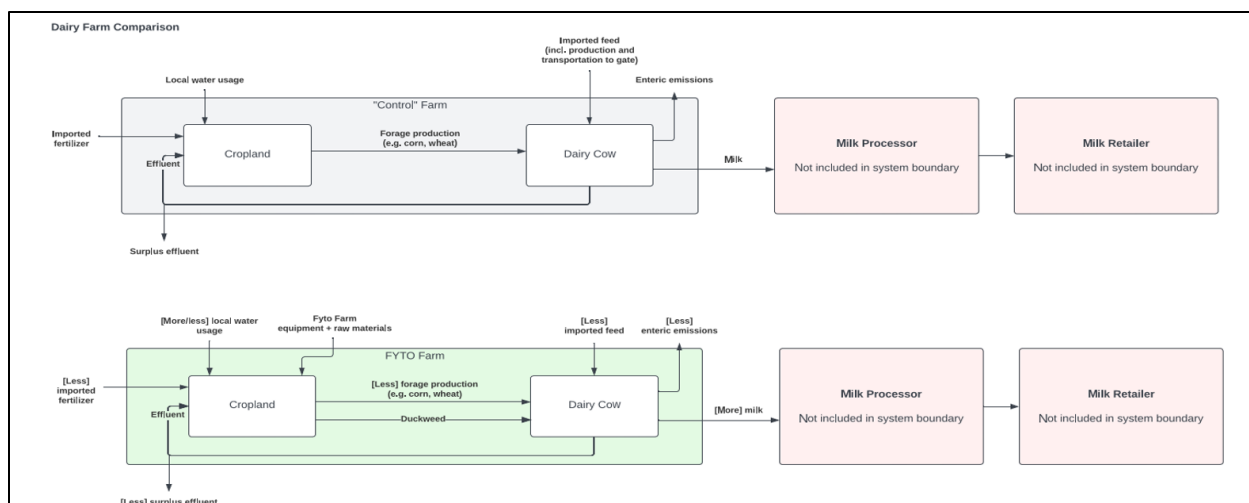 Dairy Farm Comparison
Imported feed
(incl. production and
transportation to gate)
Local water usage
Enteric emissions
"Control" Farm
Imported
fertilizer
Effluent
Cropland
Forage production
(e.g. corn, wheat)
Dairy Cow
Milk
Milk Processor
Not included in system boundary
Milk Retailer
Not included in system boundary
Surplus effluent
[More/less] local water
usage
Fyto Farm
equipment + raw materials
[Less]
imported feed
[Less]
enteric emissions
FYTO Farm
[Less]
imported
fertilizer
Effluent
Cropland
[Less] forage production
(e.g. corn, wheat)
Duckweed
Dairy Cow
[More] milk
Milk Processor
Not included in system boundary
Milk Retailer
Not included in system boundary
[Less] surplus effluent